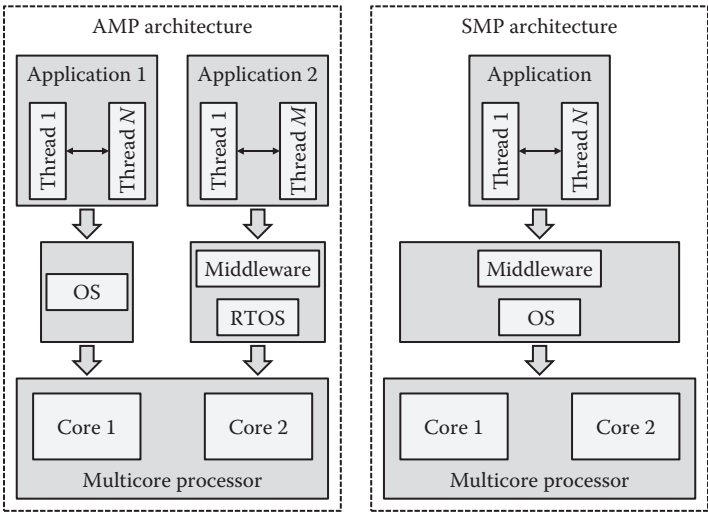 AMP architecture
Application 1
Thread 1
Thread N
Application 2
Thread 1
Thread M
OS
Middleware
RTOS
Core 1
Core 2
Multicore processor
SMP architecture
Application
Thread 1
Thread N
Middleware
OS
Core 1
Core 2
Multicore processor